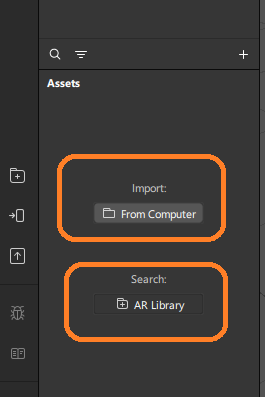 Assets
Import:
From Computer
Search:
AR Library